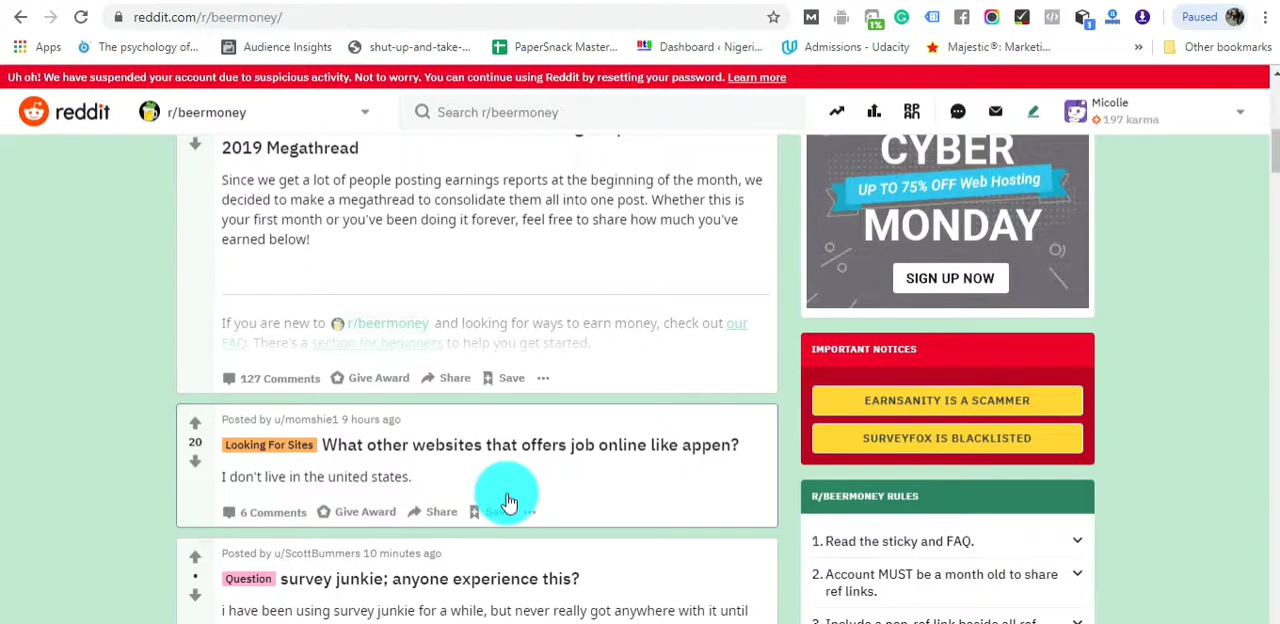 reddit.com/r/beermoney/
Paused
Apps
The psychology of...
Audience Insights
shut-up-and-take-...
PaperSnack Master...
Dashboard ‹ Nigeri...
Admissions - Udacity
Majestic®: Marketi...
»
Other bookmarks
Uh oh! We have suspended your account due to suspicious activity. Not to worry. You can continue using Reddit by resetting your password. Learn more
reddit
r/beermoney
Search r/beermoney
Micolie
197 karma
2019 Megathread
Since we get a lot of people posting earnings reports at the beginning of the month, we
decided to make a megathread to consolidate them all into one post. Whether this is
your first month or you've been doing it forever, feel free to share how much you've
earned below!
If you are new to r/beermoney and looking for ways to earn money, check out our
FAQ. There's a section for beginners to help you get started.
127 Comments Give Award Share Save ...
Posted by u/momshie1 9 hours ago
20
Looking For Sites What other websites that offers job online like appen?
I don't live in the united states.
6 Comments Give Award Share Save ...
Posted by u/ScottBummers 10 minutes ago
•
Question survey junkie; anyone experience this?
i have been using survey junkie for a while, but never really got anywhere with it until
CYBER
UP TO 75% OFF Web Hosting
MONDAY
SIGN UP NOW
IMPORTANT NOTICES
EARNSANITY IS A SCAMMER
SURVEYFOX IS BLACKLISTED
R/BEERMONEY RULES
1. Read the sticky and FAQ.
2. Account MUST be a month old to share
ref links.
3. Include a non-ref link beside all ref